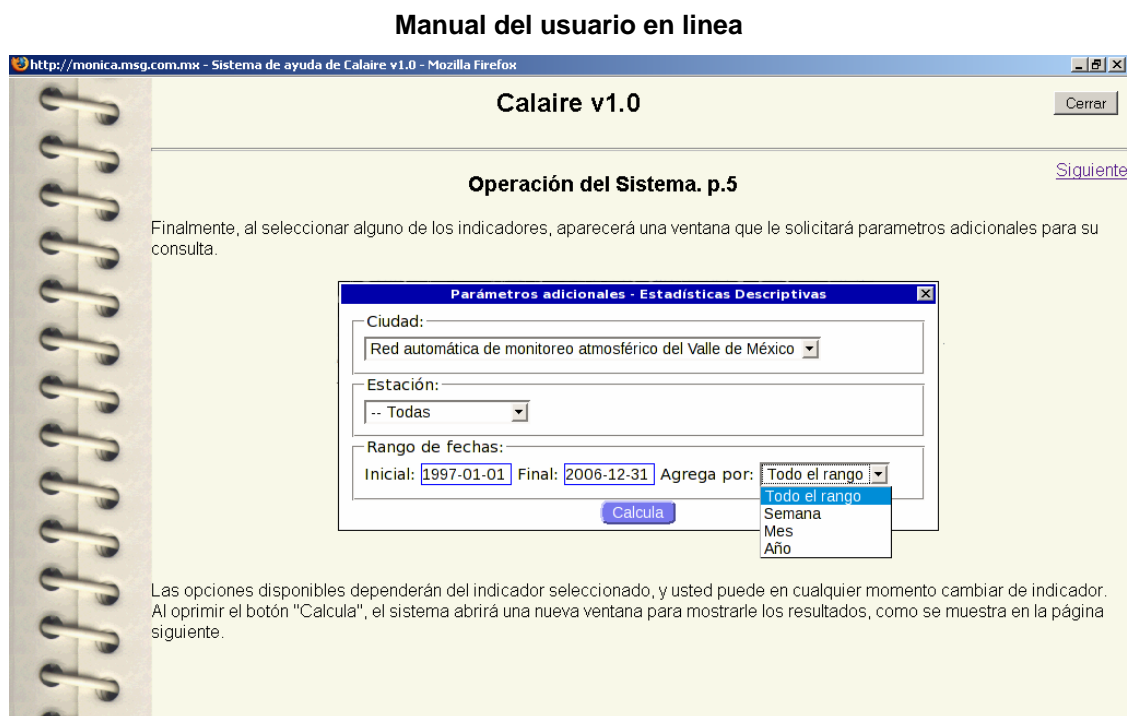 Manual del usuario en linea
http://monica.msg.com.mx - Sistema de ayuda de Calaire v1.0 - Mozilla Firefox
Calaire v1.0
Cerrar
Siguiente
Operación del Sistema. p.5
Finalmente, al seleccionar alguno de los indicadores, aparecerá una ventana que le solicitará parametros adicionales para su
consulta.
Parámetros adicionales - Estadísticas Descriptivas
Ciudad:
Red automática de monitoreo atmosférico del Valle de México
Estación:
-- Todas
Rango de fechas:
Inicial: 1997-01-01 Final: 2006-12-31 Agrega por: Todo el rango
Todo el rango
Semana
Mes
Año
Calcula
Las opciones disponibles dependerán del indicador seleccionado, y usted puede en cualquier momento cambiar de indicador.
Al oprimir el botón "Calcula", el sistema abrirá una nueva ventana para mostrarle los resultados, como se muestra en la página
siguiente.